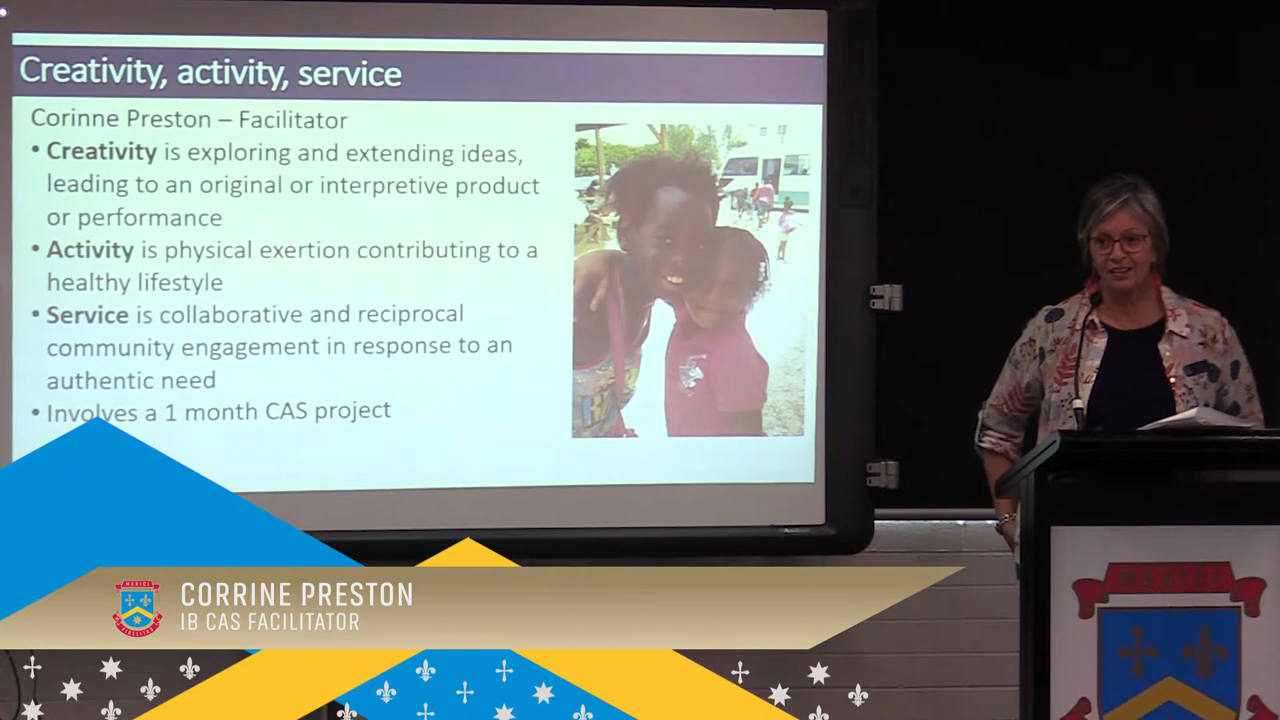 Creativity, activity, service
Corinne Preston – Facilitator
• Creativity is exploring and extending ideas,
leading to an original or interpretive product
or performance
• Activity is physical exertion contributing to a
healthy lifestyle
• Service is collaborative and reciprocal
community engagement in response to an
authentic need
• Involves a 1 month CAS project
MERICI
CORRINE PRESTON
IB CAS FACILITATOR
MERICI